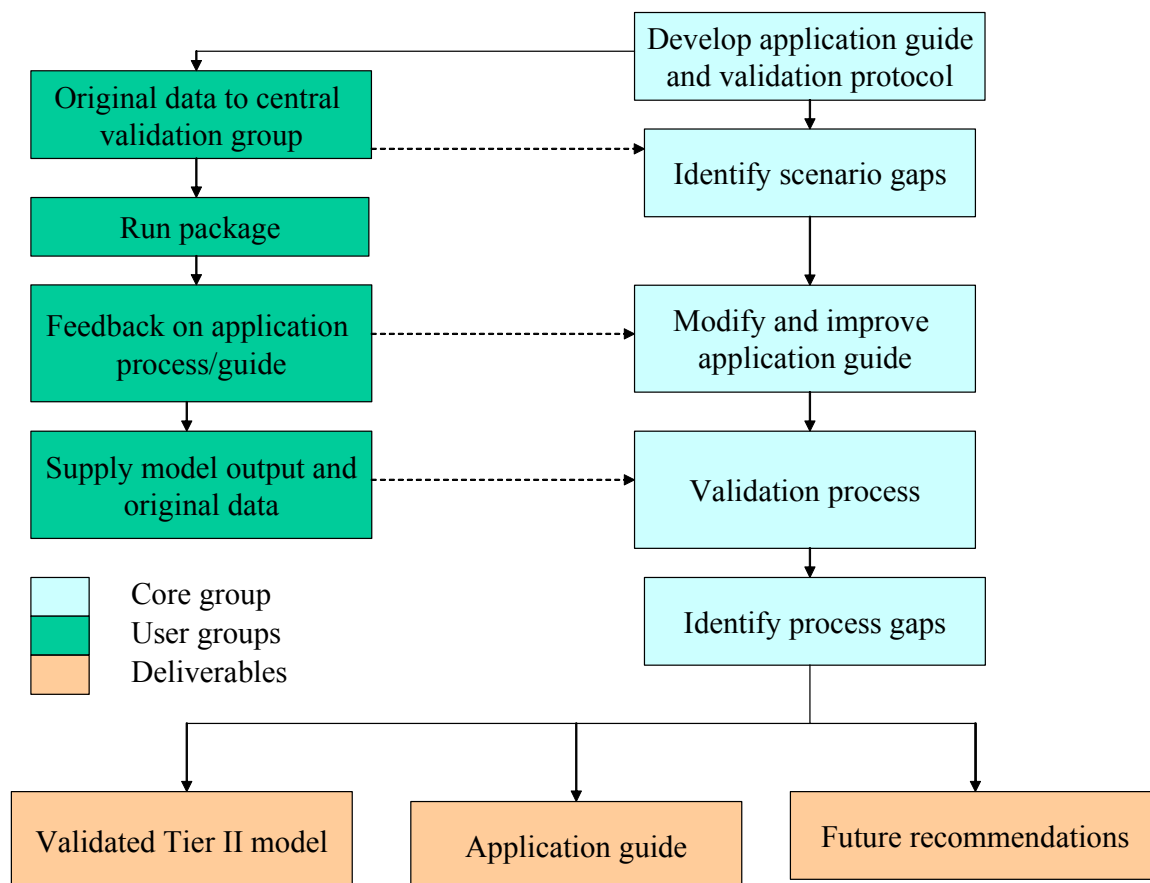 Develop application guide
and validation protocol
Original data to central
validation group
Identify scenario gaps
Run package
Feedback on application
process/guide
Modify and improve
application guide
Supply model output and
original data
Validation process
Core group
User groups
Deliverables
Identify process gaps
Validated Tier II model
Application guide
Future recommendations